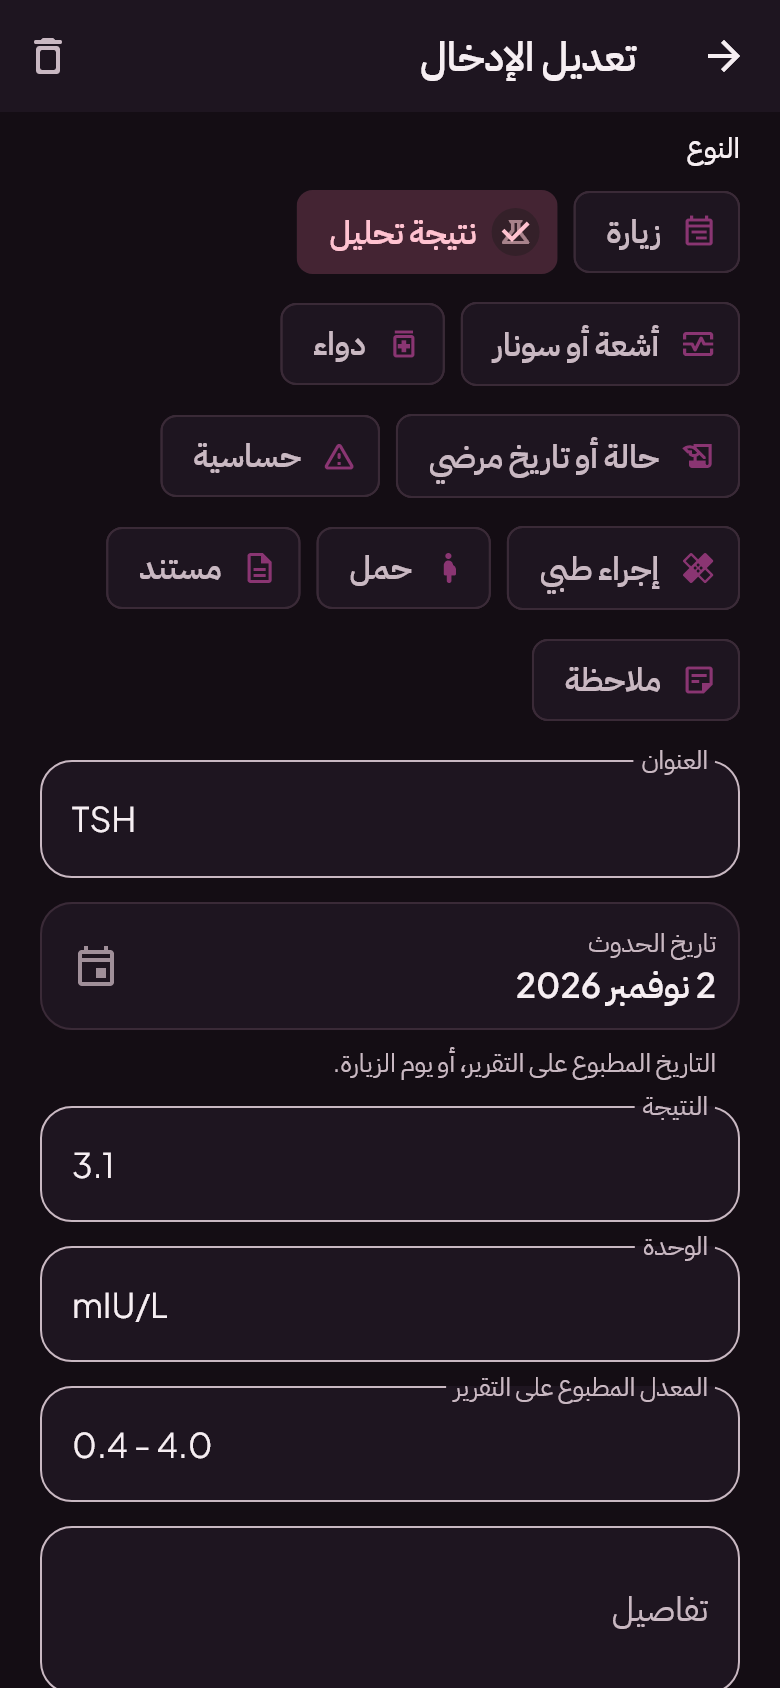 تعديل الإدخال
النوع
زيارة
نتيجة تحليل
أشعة أو سونار
دواء
حالة أو تاريخ مرضي
حساسية
إجراء طبي
حمل
مستند
ملاحظة
العنوان
TSH
تاريخ الحدوث
2 نوفمبر 2026
التاريخ المطبوع على التقرير، أو يوم الزيارة.
النتيجة
3.1
الوحدة
mIU/L
المعدل المطبوع على التقرير
0.4 - 4.0
تفاصيل